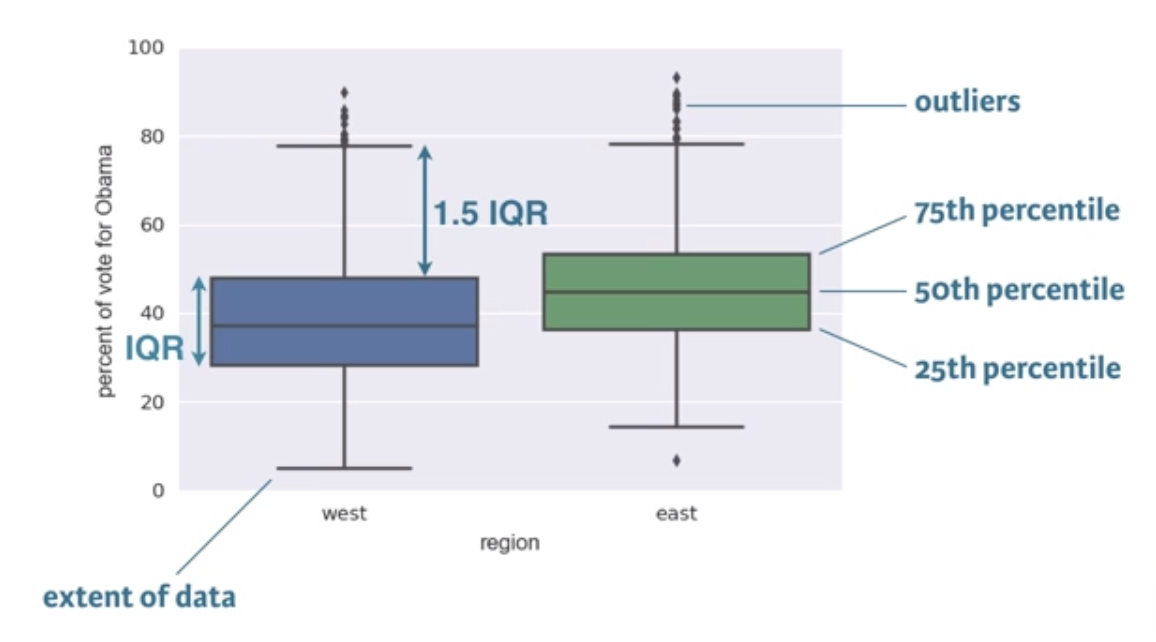 100
80
60
40
20
0
percent of vote for Obama
west
east
region
IQR
1.5 IQR
outliers
75th percentile
50th percentile
25th percentile
extent of data